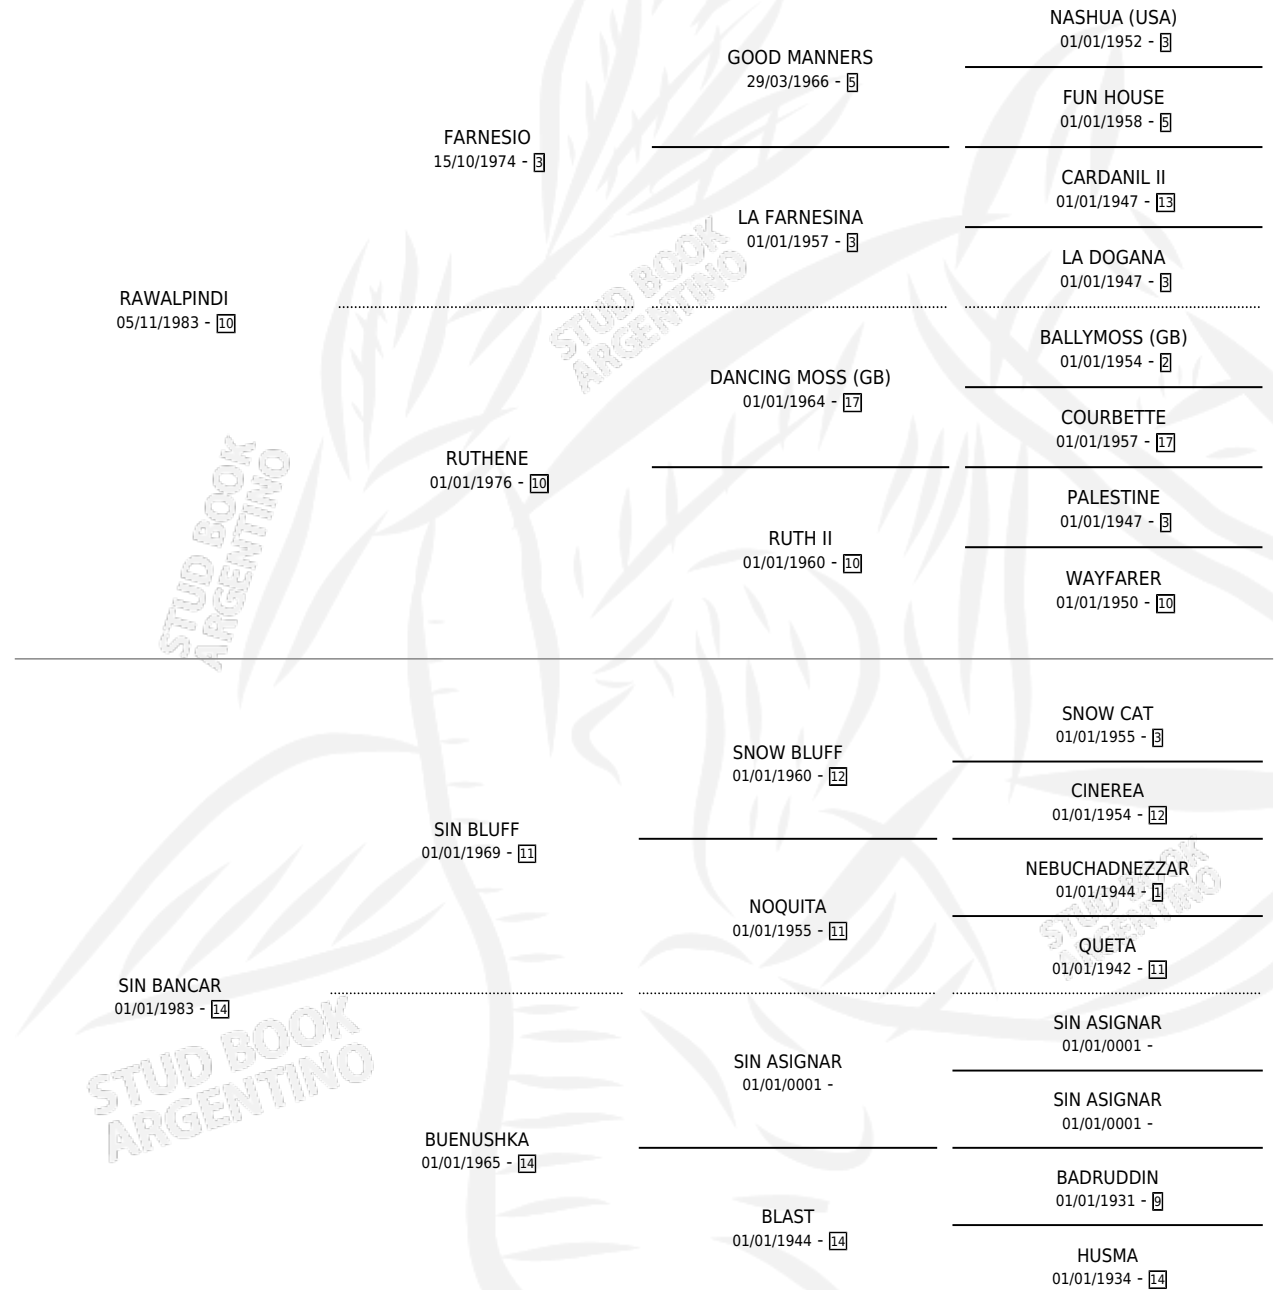 NASHUA (USA)
01/01/1952 - 3
GOOD MANNERS
29/03/1966 - 5
FUN HOUSE
01/01/1958 - 5
FARNESIO
15/10/1974 - 3
CARDANIL II
01/01/1947 - 13
LA FARNESINA
01/01/1957 - 3
LA DOGANA
01/01/1947 - 3
RAWALPINDI
05/11/1983 - 10
BALLYMOSS (GB)
01/01/1954 - 2
DANCING MOSS (GB)
01/01/1964 - 17
COURBETTE
01/01/1957 - 17
RUTHENE
01/01/1976 - 10
PALESTINE
01/01/1947 - 3
RUTH II
01/01/1960 - 10
WAYFARER
01/01/1950 - 10
STUD BOOK
ARGENTINO
STUD BOOK
ARGENTINO
SNOW CAT
01/01/1955 - 3
SNOW BLUFF
01/01/1960 - 12
CINEREA
01/01/1954 - 12
SIN BLUFF
01/01/1969 - 11
NEBUCHADNEZZAR
01/01/1944 - 1
NOQUITA
01/01/1955 - 11
QUETA
01/01/1942 - 11
STUD BOOK
ARGENTINO
SIN BANCAR
01/01/1983 - 14
SIN ASIGNAR
01/01/0001 -
SIN ASIGNAR
01/01/0001 -
SIN ASIGNAR
01/01/0001 -
STUD BOOK
ARGENTINO
BUENUSHKA
01/01/1965 - 14
BADRUDDIN
01/01/1931 - 9
BLAST
01/01/1944 - 14
HUSMA
01/01/1934 - 14